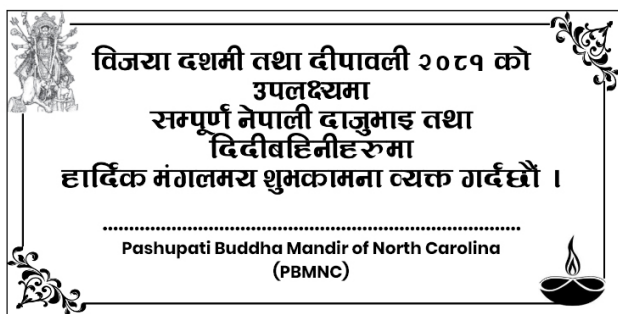 विजया दशमी तथा दीपावली २०८१ को
उपलक्ष्यमा
सम्पूर्ण नेपाली दाजुभाइ तथा
दिदीबहिनीहरुमा
हार्दिक मंगलमय शुभकामना व्यक्त गर्दछौं ।
Pashupati Buddha Mandir of North Carolina
(PBMNC)